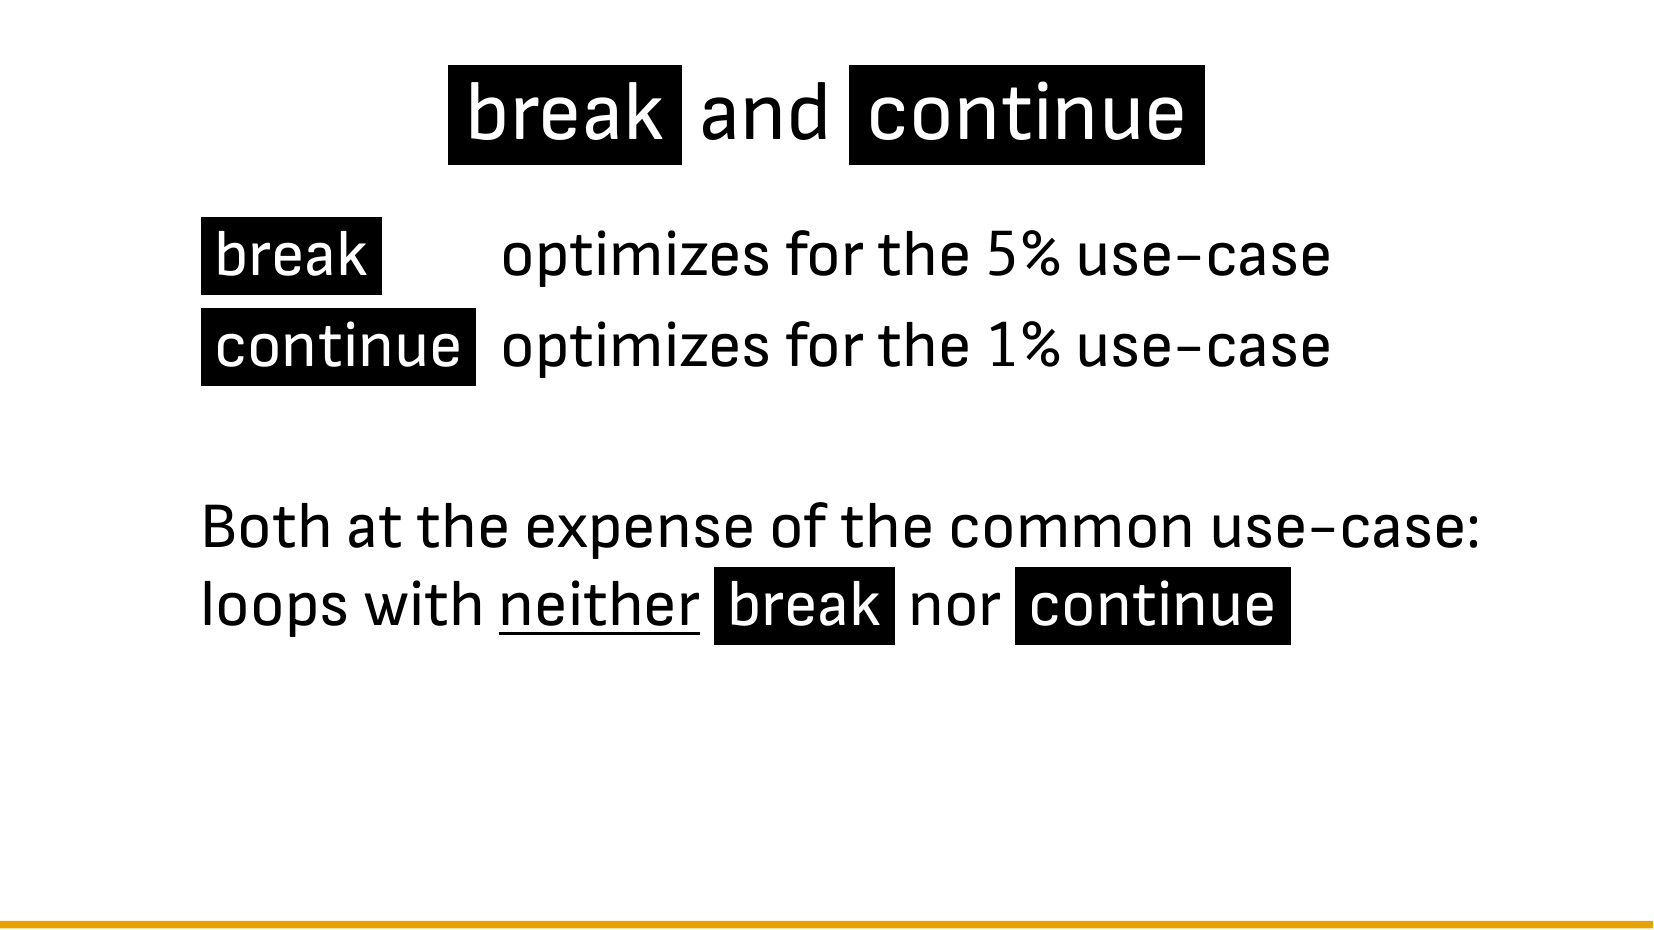 break and continue
break optimizes for the 5% use-case
continue optimizes for the 1% use-case
Both at the expense of the common use-case:
loops with neither break nor continue